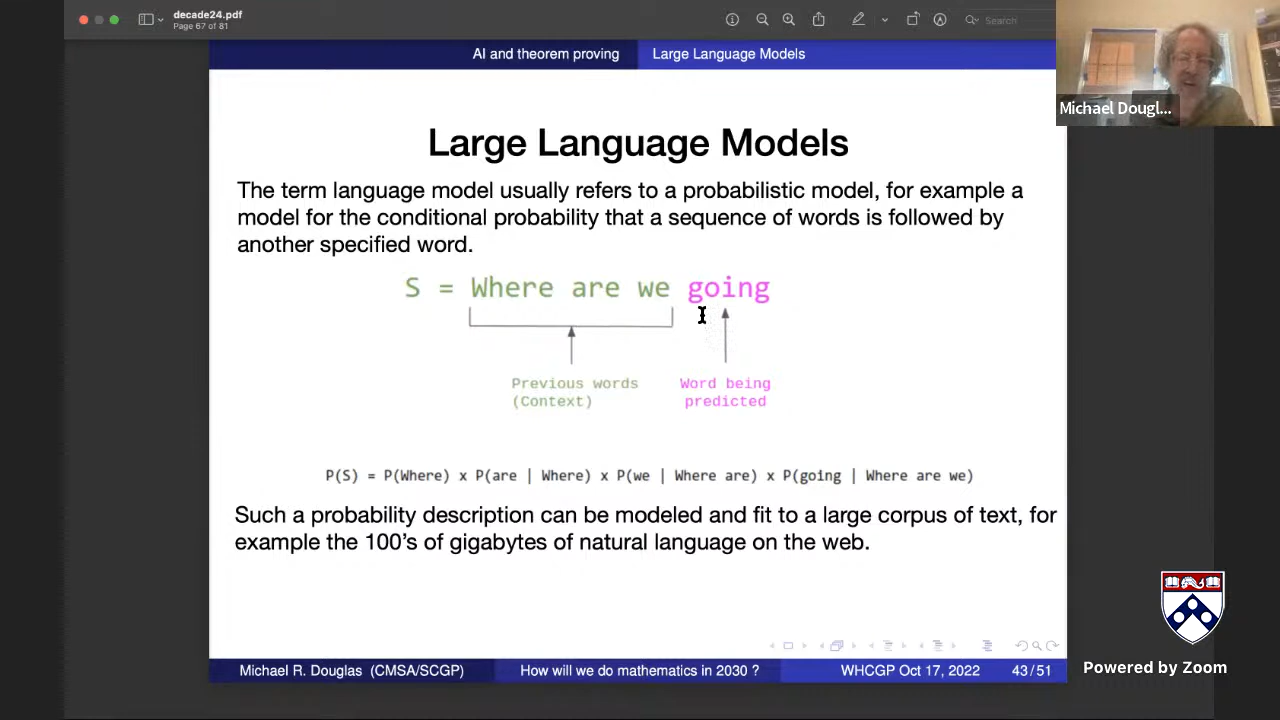 decade24.pdf
Page 67 of 81
Search
AI and theorem proving
Large Language Models
Michael Dougl...
Large Language Models
The term language model usually refers to a probabilistic model, for example a
model for the conditional probability that a sequence of words is followed by
another specified word.
S = Where are we going
Previous words
(Context)
Word being
predicted
P(S) = P(Where) x P(are | Where) x P(we | Where are) x P(going | Where are we)
Such a probability description can be modeled and fit to a large corpus of text, for
example the 100's of gigabytes of natural language on the web.
Michael R. Douglas (CMSA/SCGP)
How will we do mathematics in 2030 ?
WHCGP Oct 17, 2022
43/51
Powered by Zoom